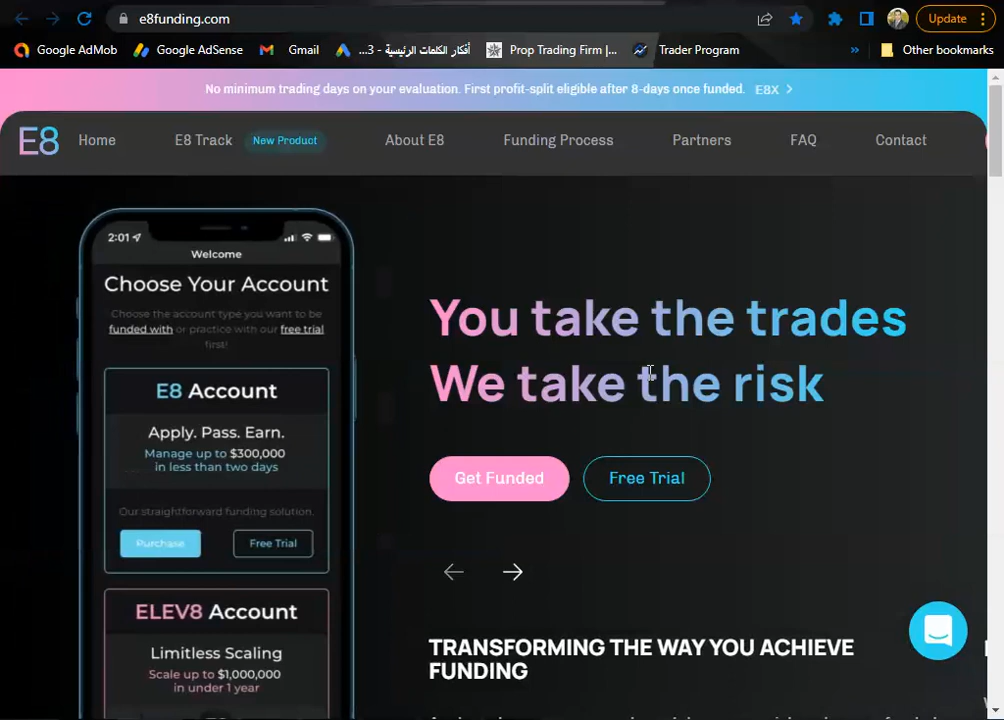 e8funding.com
Update
Google AdMob
Google AdSense
Gmail
أفكار الكلمات الرئيسية - 3...
Prop Trading Firm |...
Trader Program
»
Other bookmarks
No minimum trading days on your evaluation. First profit-split eligible after 8-days once funded. E8X >
E8
Home
E8 Track
New Product
About E8
Funding Process
Partners
FAQ
Contact
2:01
Welcome
Choose Your Account
Choose the account type you want to be
funded with or practice with our free trial
first!
E8 Account
Apply. Pass. Earn.
Manage up to $300,000
in less than two days
Our straightforward funding solution.
Purchase
Free Trial
ELEV8 Account
Limitless Scaling
Scale up to $1,000,000
in under 1 year
You take the trades
We take the risk
Get Funded
Free Trial
TRANSFORMING THE WAY YOU ACHIEVE
FUNDING